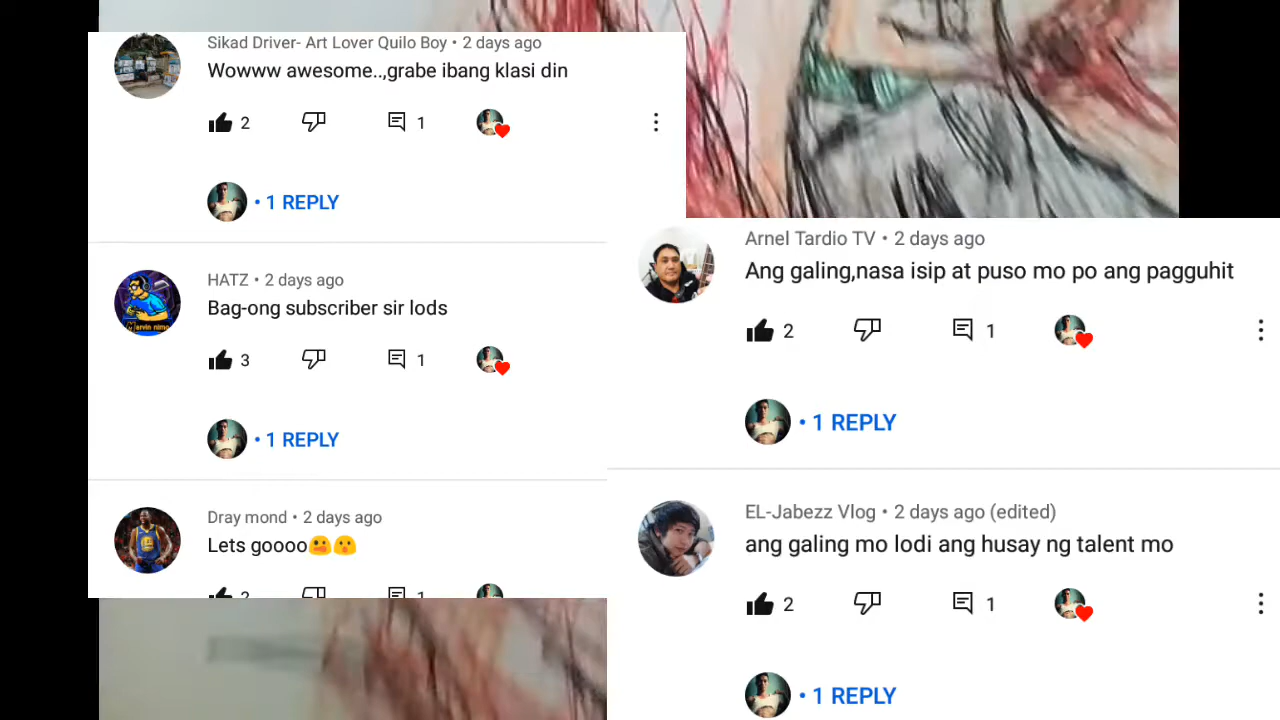 Sikad Driver- Art Lover Quilo Boy • 2 days ago
Wowww awesome..,grabe ibang klasi din
2
1
• 1 REPLY
HATZ • 2 days ago
Bag-ong subscriber sir lods
3
1
• 1 REPLY
Dray mond • 2 days ago
Lets goooo
2
1
Arnel Tardio TV • 2 days ago
Ang galing,nasa isip at puso mo po ang pagguhit
2
1
• 1 REPLY
EL-Jabezz Vlog • 2 days ago (edited)
ang galing mo lodi ang husay ng talent mo
2
1
• 1 REPLY